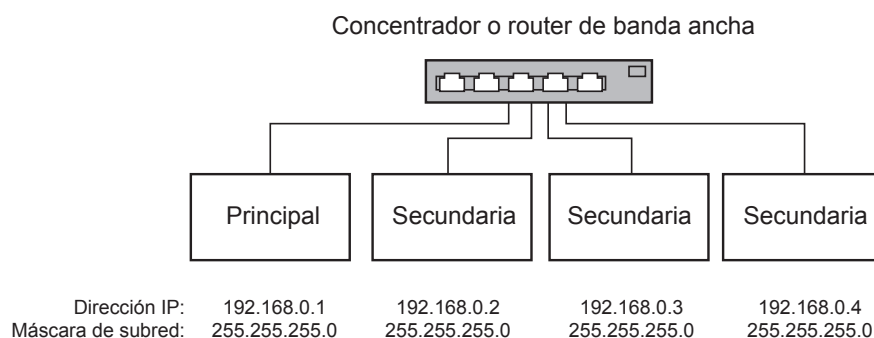 Concentrador o router de banda ancha
Principal Secundaria Secundaria Secundaria
Dirección IP: 192.168.0.1 192.168.0.2 192.168.0.3 192.168.0.4
Máscara de subred: 255.255.255.0 255.255.255.0 255.255.255.0 255.255.255.0